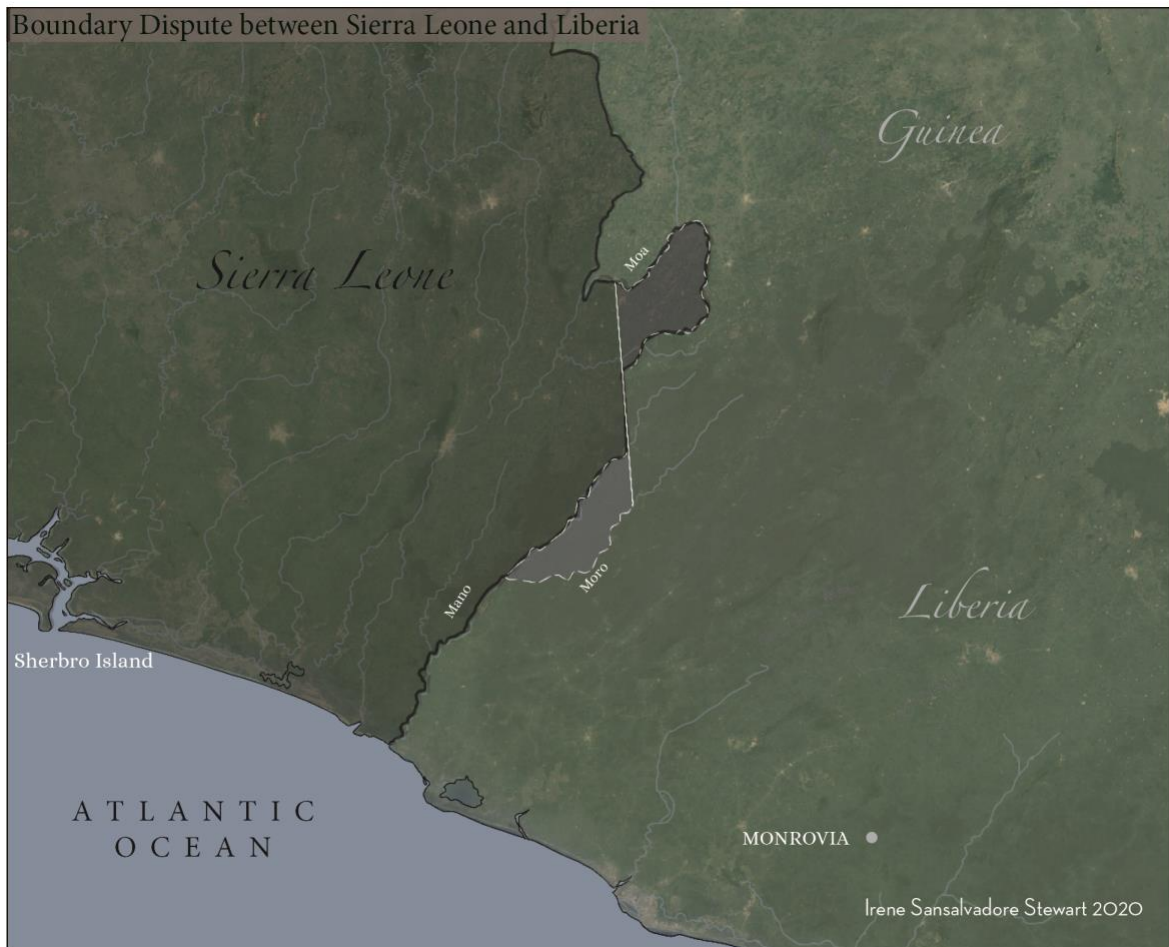 Boundary Dispute between Sierra Leone and Liberia
Guinea
Sierra Leone
Moa
Mano
Moro
Liberia
Sherbro Island
ATLANTIC
OCEAN
MONROVIA
Irene Sansalvadore Stewart 2020